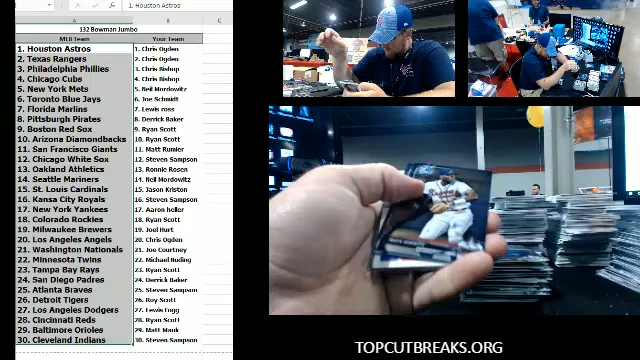 1. Houston Astros
A B C
132 Bowman Jumbo
MLB Team Your Team
1. Houston Astros 1. Chris Ogden
2. Texas Rangers 2. Chris Ogden
3. Philadelphia Phillies 3. Chris Bishop
4. Chicago Cubs 4. Chris Bishop
5. New York Mets 5. Neil Mordowitz
6. Toronto Blue Jays 6. Joe Schmidt
7. Florida Marlins 7. Lewis ross
8. Pittsburgh Pirates 8. Derrick Baker
9. Boston Red Sox 9. Ryan Scott
10. Arizona Diamondbacks 10. Ryan Scott
11. San Francisco Giants 11. Matt Rumler
12. Chicago White Sox 12. Steven Sampson
13. Oakland Athletics 13. Ronnie Rosen
14. Seattle Mariners 14. Neil Mordowitz
15. St. Louis Cardinals 15. Jason Kriston
16. Kansa City Royals 16. Steven Sampson
17. New York Yankees 17. Aaron heller
18. Colorado Rockies 18. Ryan Scott
19. Milwaukee Brewers 19. Joel Hurt
20. Los Angeles Angels 20. Chris Ogden
21. Washington Nationals 21. Joe Courtney
22. Minnesota Twins 22. Michael Ruding
23. Tampa Bay Rays 23. Ryan Scott
24. San Diego Padres 24. Derrick Baker
25. Atlanta Braves 25. Steven Sampson
26. Detroit Tigers 26. Roy Scott
27. Los Angeles Dodgers 27. Lewis Fogg
28. Cincinnati Reds 28. Ryan Scott
29. Baltimore Orioles 29. Matt Mauk
30. Cleveland Indians 30. Steven Sampson
TOPCUTBREAKS.ORG